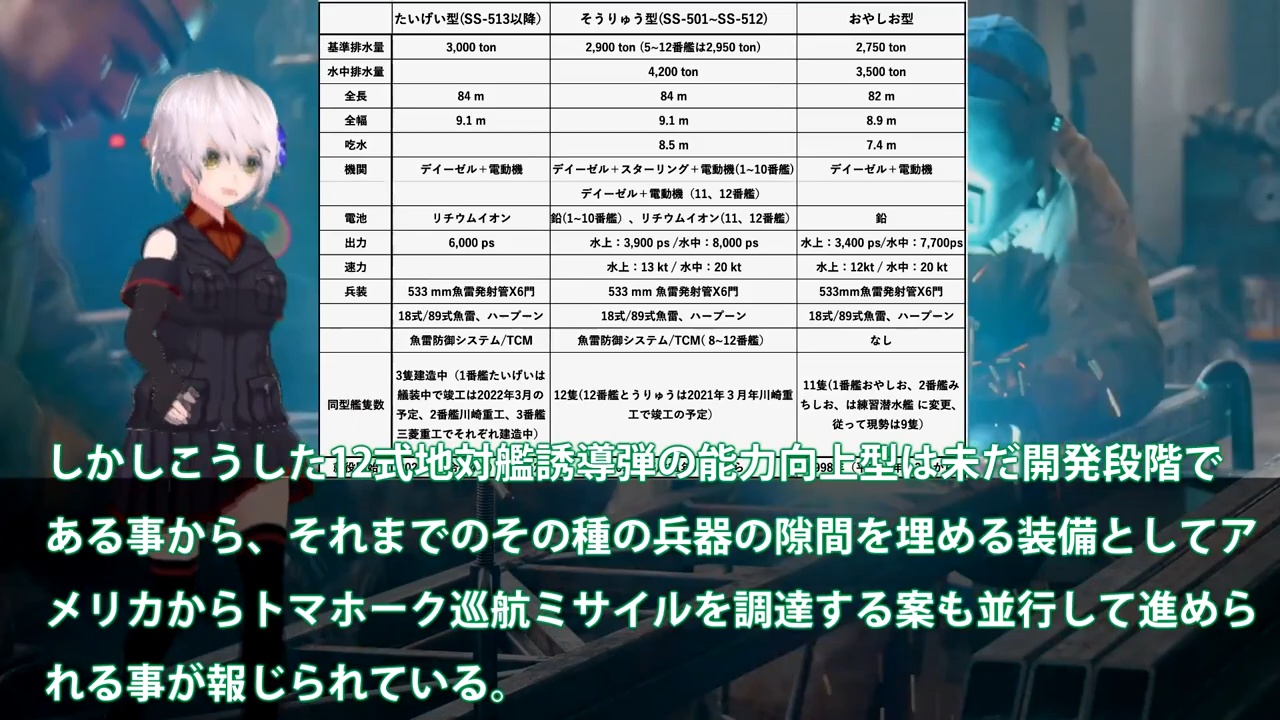 たいげい型(SS-513以降) そうりゅう型(SS-501~SS-512) おやしお型
基準排水量 3,000 ton 2,900 ton (5~12番艦は2,950 ton) 2,750 ton
水中排水量 4,200 ton 3,500 ton
全長 84 m 84 m 82 m
全幅 9.1 m 9.1 m 8.9 m
吃水 8.5 m 7.4 m
機関 デイーゼル＋電動機 デイーゼル＋スターリング＋電動機(1~10番艦) デイーゼル＋電動機
デイーゼル＋電動機（11、12番艦）
電池 リチウムイオン 鉛(1~10番艦）、リチウムイオン(11、12番艦） 鉛
出力 6,000 ps 水上：3,900 ps /水中：8,000 ps 水上：3,400 ps/水中：7,700ps
速力 水上：13 kt / 水中：20 kt 水上：12kt / 水中：20 kt
兵装 533 mm魚雷発射管X6門 533 mm 魚雷発射管X6門 533mm魚雷発射管X6門
18式/89式魚雷、ハープーン 18式/89式魚雷、ハープーン 18式/89式魚雷、ハープーン
魚雷防御システム/TCM 魚雷防御システム/TCM( 8~12番艦） なし
同型艦隻数 3隻建造中（1番艦たいげいは艤装中で竣工は2022年3月の予定、2番艦川崎重工、3番艦三菱重工でそれぞれ建造中） 12隻(12番艦とうりゅうは2021年３月年川崎重工で竣工の予定） 11隻(1番艦おやしお、2番艦みちしお、は練習潜水艦 に変更、従って現勢は9隻）
しかしこうした12式地対艦誘導弾の能力向上型は未だ開発段階で
ある事から、それまでのその種の兵器の隙間を埋める装備としてア
メリカからトマホーク巡航ミサイルを調達する案も並行して進めら
れる事が報じられている。